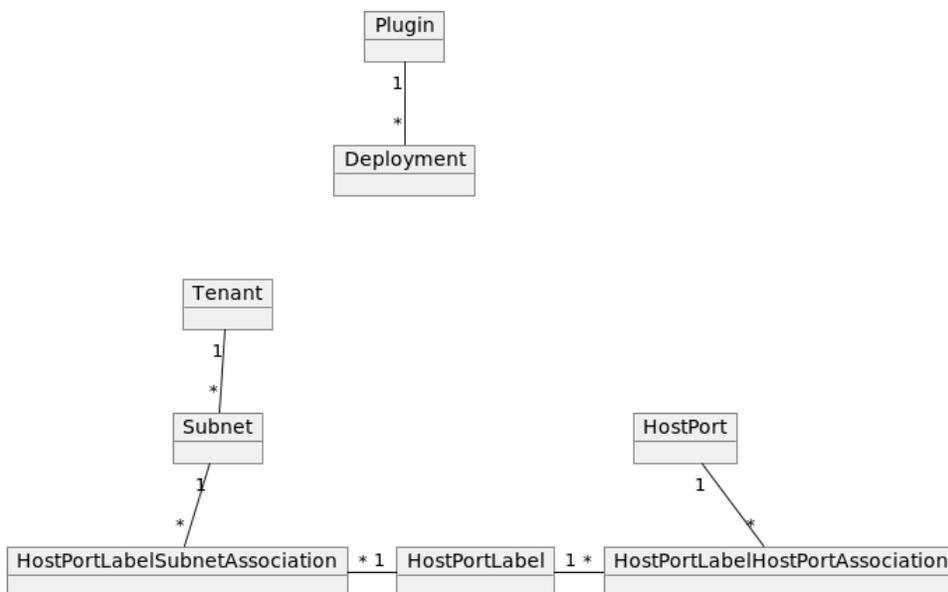 Plugin
1
*
Deployment
Tenant
1
*
Subnet
HostPort
1
1
*
*
HostPortLabelSubnetAssociation * 1 HostPortLabel 1 * HostPortLabelHostPortAssociation